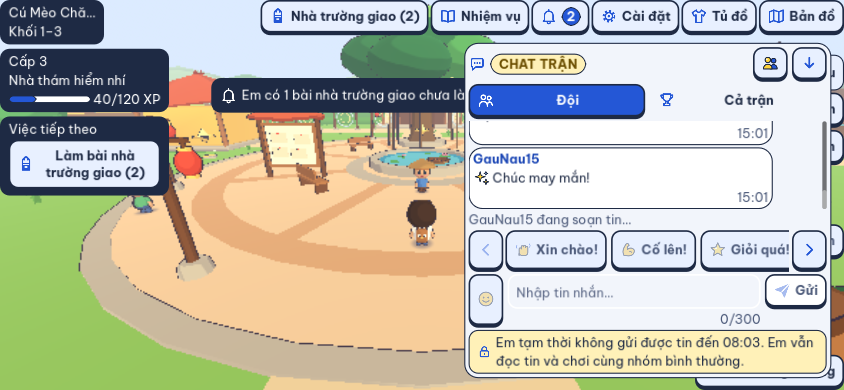 Cú Mèo Chă...
Khối 1-3
Nhà trường giao (2)
Nhiệm vụ
2
Cài đặt
Tủ đồ
Bản đồ
Cấp 3
Nhà thám hiểm nhí
40/120 XP
Việc tiếp theo
Làm bài nhà
trường giao (2)
Em có 1 bài nhà trường giao chưa
CHAT TRẬN
Đội
Cả trận
15:01
GauNau15
Chúc may mắn!
15:01
GauNau15 đang soạn tin...
Xin chào!
Cố lên!
Giỏi quá!
Nhập tin nhắn...
Gửi
0/300
Em tạm thời không gửi được tin đến 08:03. Em vẫn
đọc tin và chơi cùng nhóm bình thường.